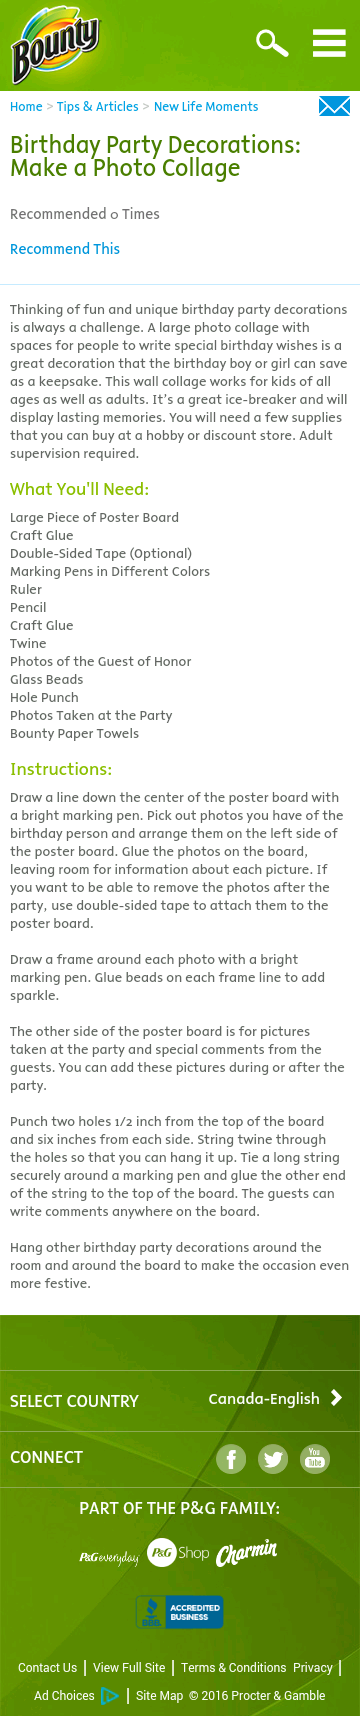 Bounty
Home > Tips & Articles > New Life Moments
Birthday Party Decorations:
Make a Photo Collage
Recommended 0 Times
Recommend This
Thinking of fun and unique birthday party decorations
is always a challenge. A large photo collage with
spaces for people to write special birthday wishes is a
great decoration that the birthday boy or girl can save
as a keepsake. This wall collage works for kids of all
ages as well as adults. It's a great ice-breaker and will
display lasting memories. You will need a few supplies
that you can buy at a hobby or discount store. Adult
supervision required.
What You'll Need:
Large Piece of Poster Board
Craft Glue
Double-Sided Tape (Optional)
Marking Pens in Different Colors
Ruler
Pencil
Craft Glue
Twine
Photos of the Guest of Honor
Glass Beads
Hole Punch
Photos Taken at the Party
Bounty Paper Towels
Instructions:
Draw a line down the center of the poster board with
a bright marking pen. Pick out photos you have of the
birthday person and arrange them on the left side of
the poster board. Glue the photos on the board,
leaving room for information about each picture. If
you want to be able to remove the photos after the
party, use double-sided tape to attach them to the
poster board.
Draw a frame around each photo with a bright
marking pen. Glue beads on each frame line to add
sparkle.
The other side of the poster board is for pictures
taken at the party and special comments from the
guests. You can add these pictures during or after the
party.
Punch two holes 1/2 inch from the top of the board
and six inches from each side. String twine through
the holes so that you can hang it up. Tie a long string
securely around a marking pen and glue the other end
of the string to the top of the board. The guests can
write comments anywhere on the board.
Hang other birthday party decorations around the
room and around the board to make the occasion even
more festive.
SELECT COUNTRY Canada-English
CONNECT
You Tube
PART OF THE P&G FAMILY:
P&G everyday P&G Shop Charmin
BBB ACCREDITED BUSINESS
Contact Us | View Full Site | Terms & Conditions Privacy |
Ad Choices | Site Map © 2016 Procter & Gamble